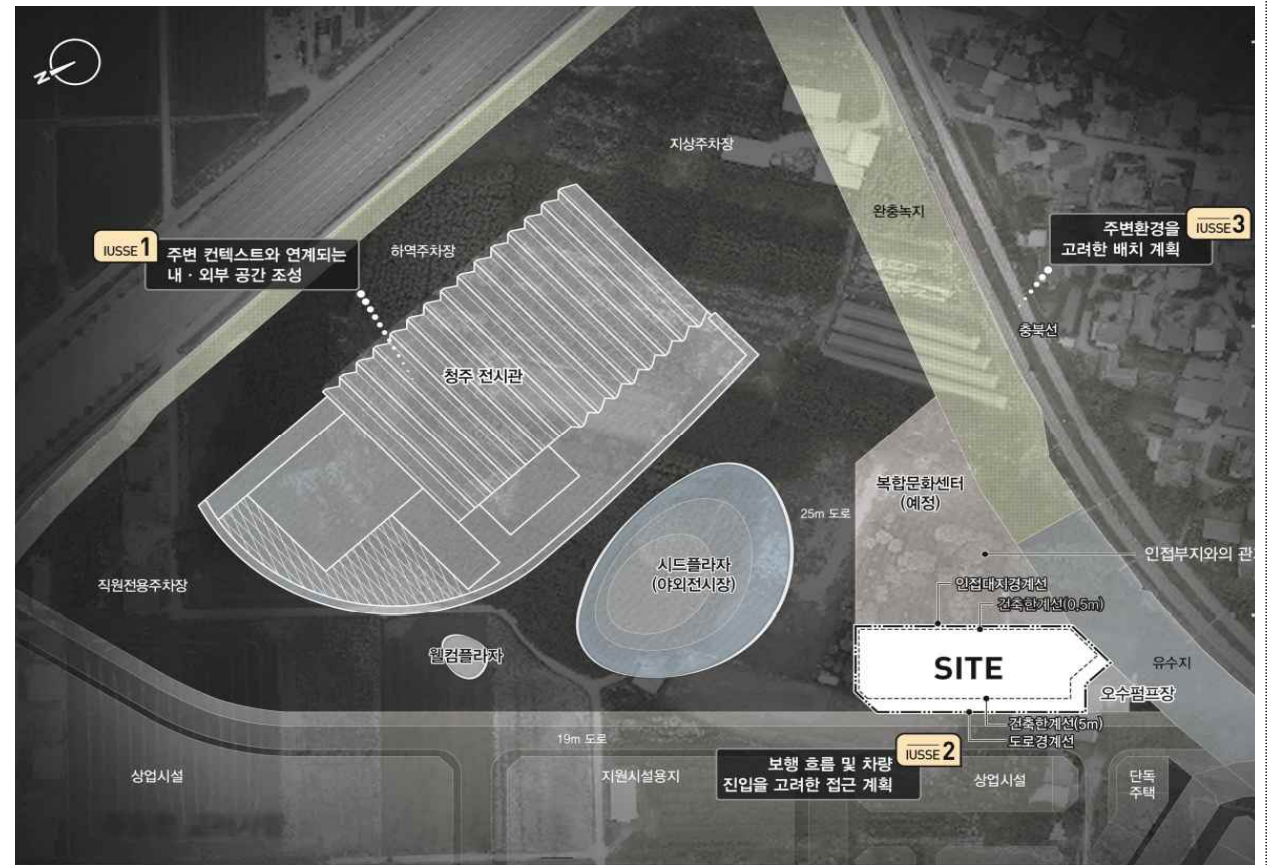 N
지상주차장
완충녹지
IUSSE 3
주변환경을
고려한 배치 계획
IUSSE 1
주변 컨텍스트와 연계되는
내 · 외부 공간 조성
하역주차장
충북선
청주 전시관
복합문화센터
(예정)
25m 도로
시드플라자
(야외전시장)
인접부지와의 관
직원전용주차장
인접대지경계선
건축한계선(0.5m)
웰컴플라자
SITE
유수지
오수펌프장
건축한계선(5m)
도로경계선
19m 도로
IUSSE 2
보행 흐름 및 차량
진입을 고려한 접근 계획
상업시설
지원시설용지
상업시설
단독
주택